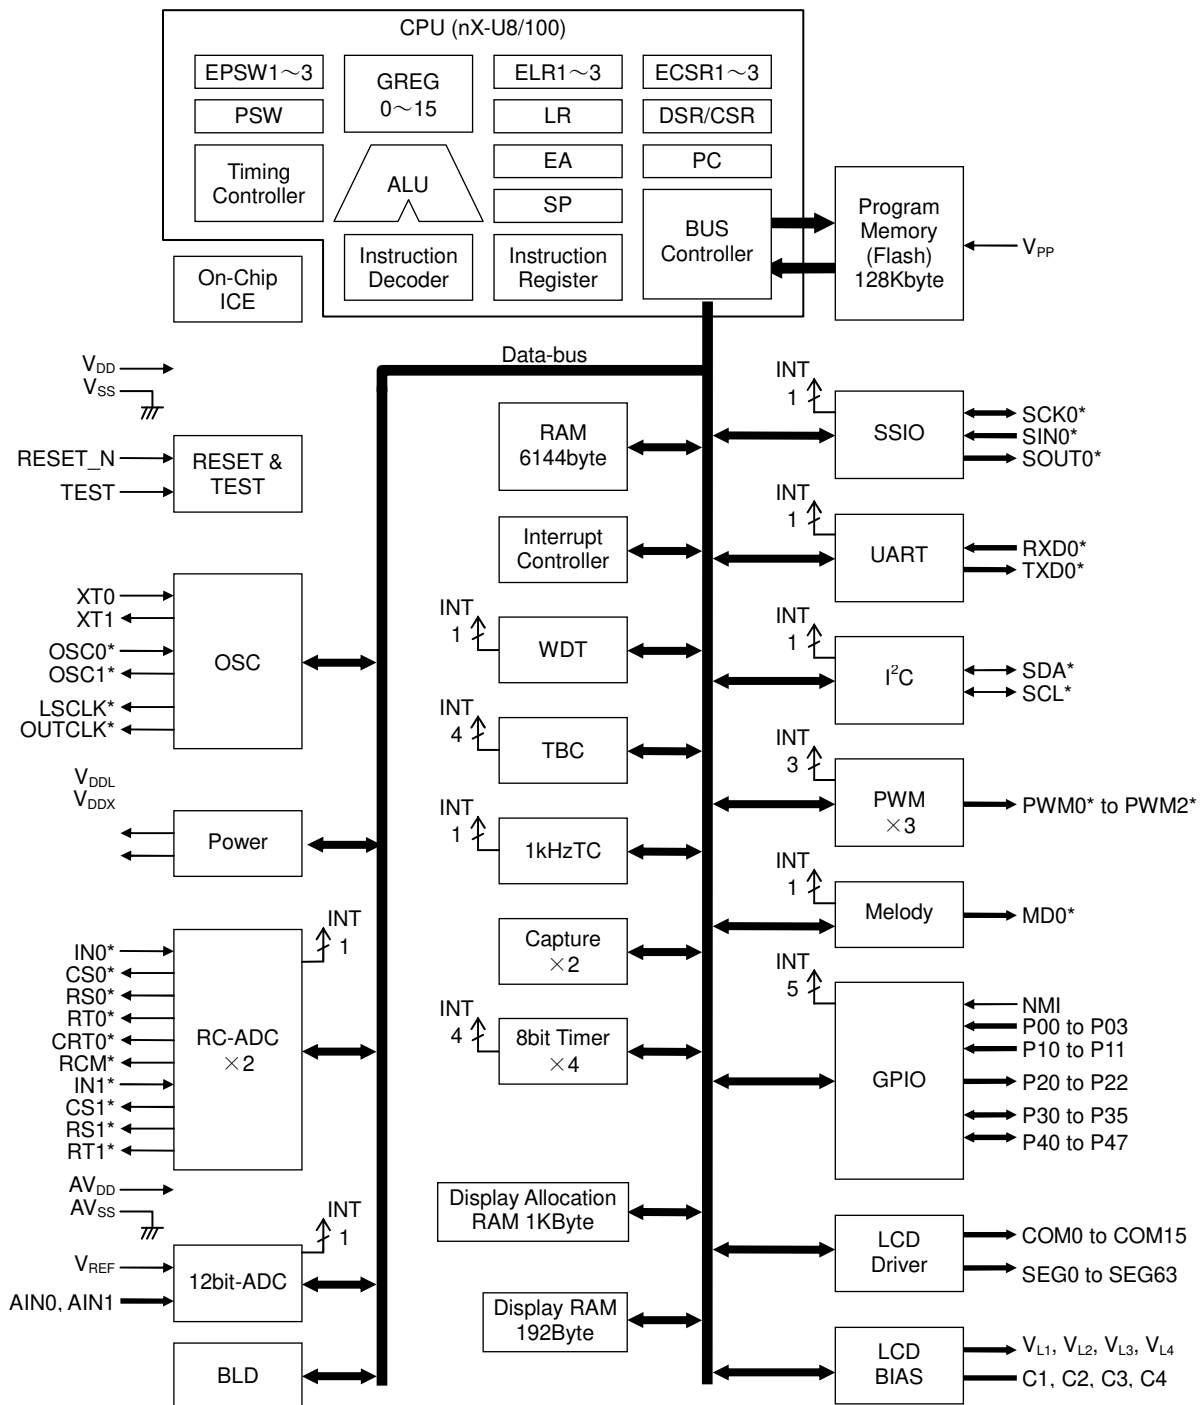 CPU (nX-U8/100)
EPSW1～3
GREG
0～15
ELR1～3
ECSR1～3
PSW
LR
DSR/CSR
Timing
Controller
ALU
EA
PC
SP
BUS
Controller
Program
Memory
(Flash)
128Kbyte
VPP
Instruction
Decoder
Instruction
Register
On-Chip
ICE
Data-bus
VDD
VSS
RESET_N
TEST
RESET &
TEST
XT0
XT1
OSC0*
OSC1*
LSCLK*
OUTCLK*
OSC
VDDL
VDDX
Power
INT
1
IN0*
CS0*
RS0*
RT0*
CRT0*
RCM*
IN1*
CS1*
RS1*
RT1*
RC-ADC
×2
AVDD
AVSS
INT
1
VREF
AIN0, AIN1
12bit-ADC
BLD
RAM
6144byte
Interrupt
Controller
INT
1
WDT
INT
4
TBC
INT
1
1kHzTC
Capture
×2
INT
4
8bit Timer
×4
Display Allocation
RAM 1KByte
Display RAM
192Byte
INT
1
SSIO
SCK0*
SIN0*
SOUT0*
INT
1
UART
RXD0*
TXD0*
INT
1
I²C
SDA*
SCL*
INT
3
PWM
×3
PWM0* to PWM2*
INT
1
Melody
MD0*
INT
5
GPIO
NMI
P00 to P03
P10 to P11
P20 to P22
P30 to P35
P40 to P47
LCD
Driver
COM0 to COM15
SEG0 to SEG63
LCD
BIAS
VL1, VL2, VL3, VL4
C1, C2, C3, C4